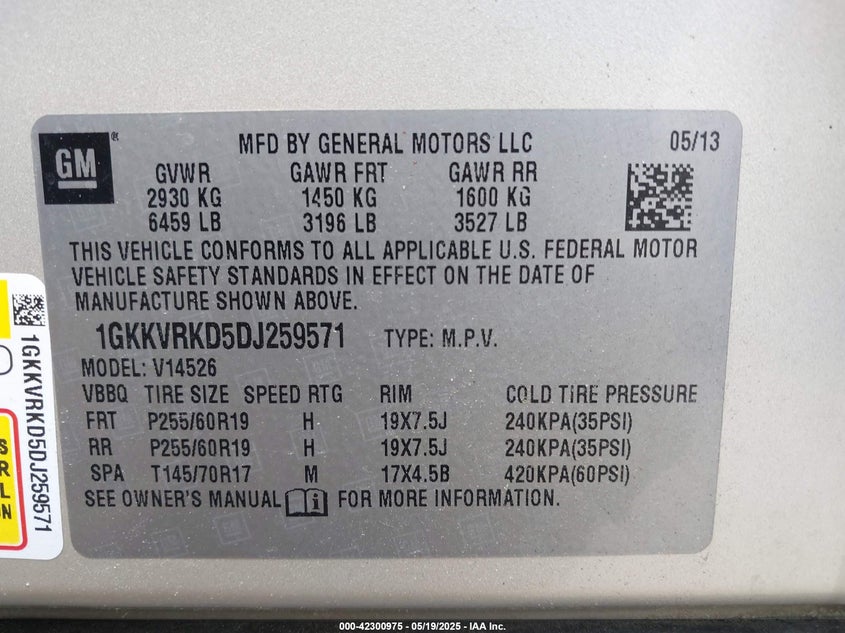 GM
MFD BY GENERAL MOTORS LLC 05/13
GVWR GAWR FRT GAWR RR
2930 KG 1450 KG 1600 KG
6459 LB 3196 LB 3527 LB
THIS VEHICLE CONFORMS TO ALL APPLICABLE U.S. FEDERAL MOTOR
VEHICLE SAFETY STANDARDS IN EFFECT ON THE DATE OF
MANUFACTURE SHOWN ABOVE.
1GKKVRKD5DJ259571 TYPE: M.P.V.
MODEL: V14526
VBBQ TIRE SIZE SPEED RTG RIM COLD TIRE PRESSURE
FRT P255/60R19 H 19X7.5J 240KPA(35PSI)
RR P255/60R19 H 19X7.5J 240KPA(35PSI)
SPA T145/70R17 M 17X4.5B 420KPA(60PSI)
SEE OWNER'S MANUAL FOR MORE INFORMATION.
1GKKVRKD5DJ259571
000-42300975 - 05/19/2025 - IAA Inc.